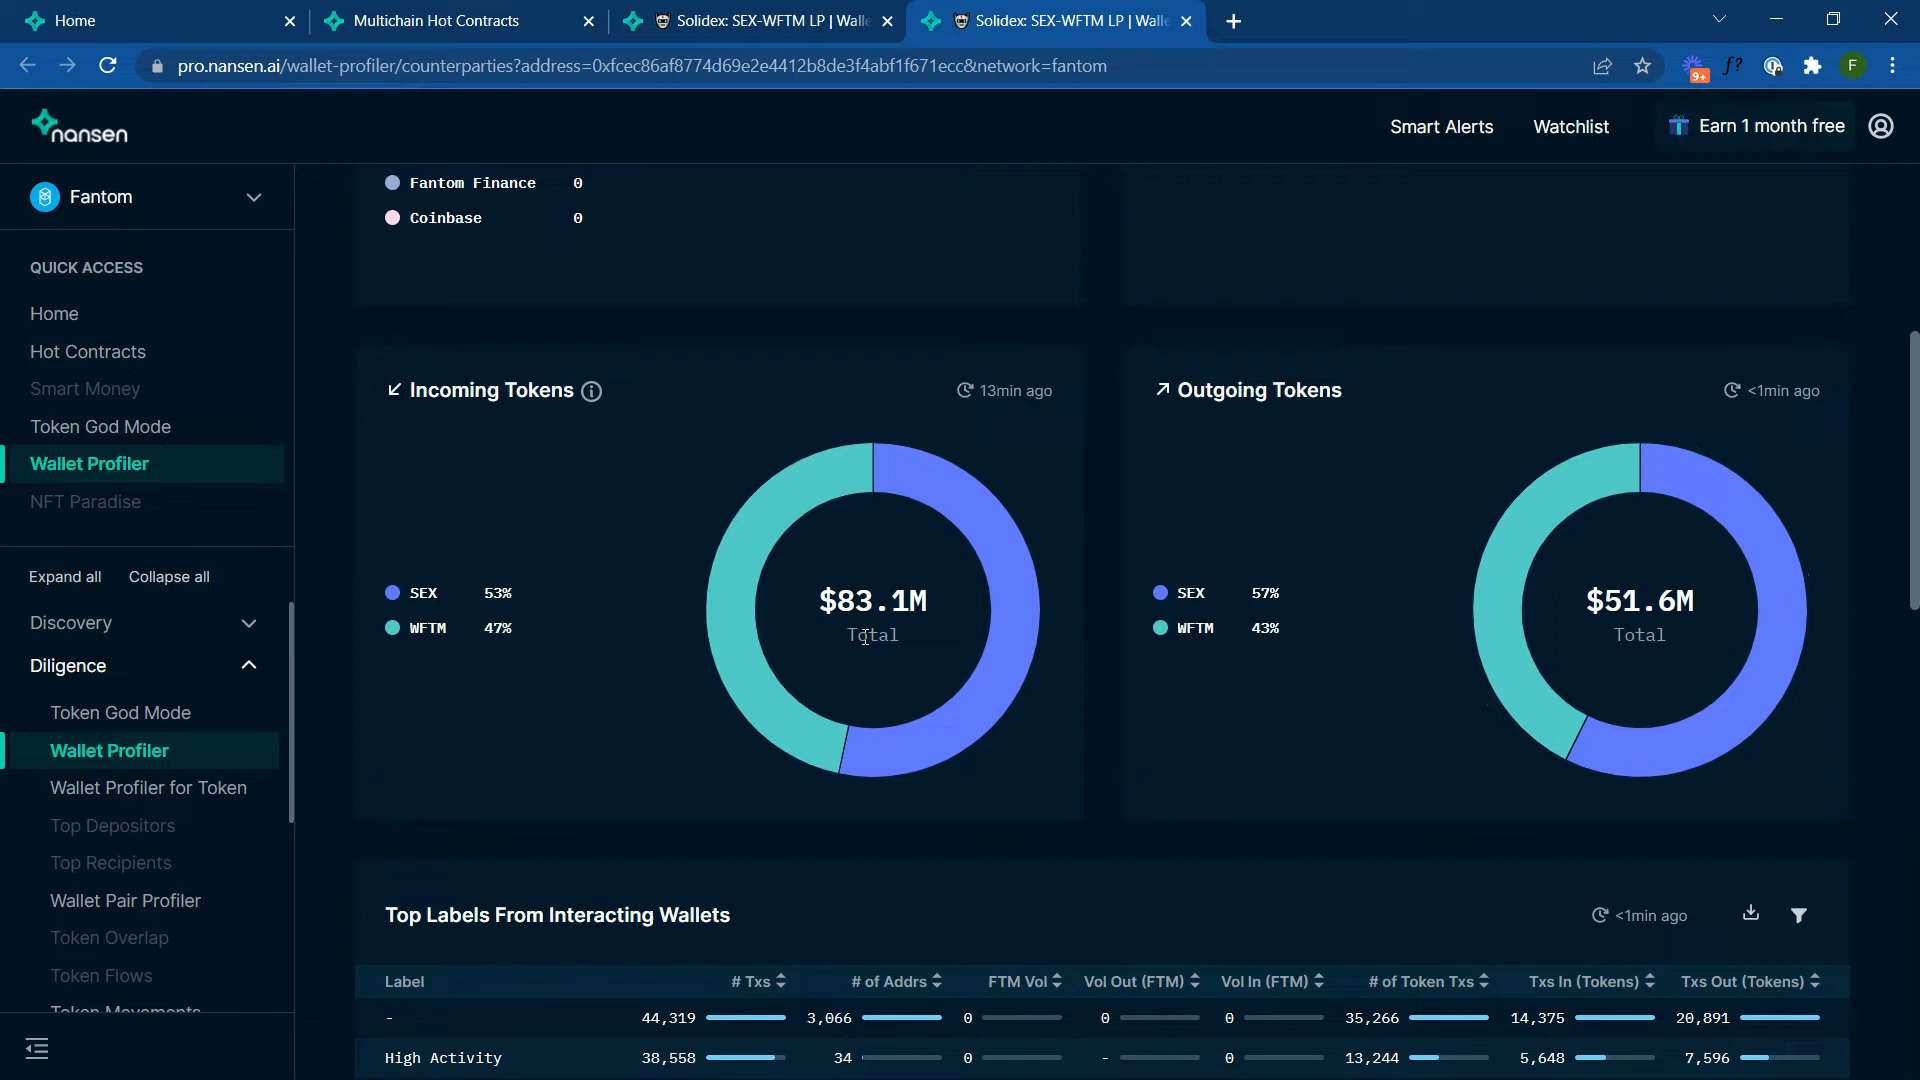 Home
Multichain Hot Contracts
Solidex: SEX-WFTM LP | Walle
Solidex: SEX-WFTM LP | Walle
pro.nansen.ai/wallet-profiler/counterparties?address=0xfcec86af8774d69e2e4412b8de3f4abf1f671ecc&network=fantom
9+
f?
F
nansen
Smart Alerts
Watchlist
Earn 1 month free
Fantom
QUICK ACCESS
Home
Hot Contracts
Smart Money
Token God Mode
Wallet Profiler
NFT Paradise
Expand all
Collapse all
Discovery
Diligence
Token God Mode
Wallet Profiler
Wallet Profiler for Token
Top Depositors
Top Recipients
Wallet Pair Profiler
Token Overlap
Token Flows
Token Movements
Fantom Finance 0
Coinbase 0
Incoming Tokens
13min ago
SEX 53%
WFTM 47%
$83.1M
Total
Outgoing Tokens
<1min ago
SEX 57%
WFTM 43%
$51.6M
Total
Top Labels From Interacting Wallets
<1min ago
Label # Txs # of Addrs FTM Vol Vol Out (FTM) Vol In (FTM) # of Token Txs Txs In (Tokens) Txs Out (Tokens)
- 44,319 3,066 0 0 0 35,266 14,375 20,891
High Activity 38,558 34 0 - 0 13,244 5,648 7,596